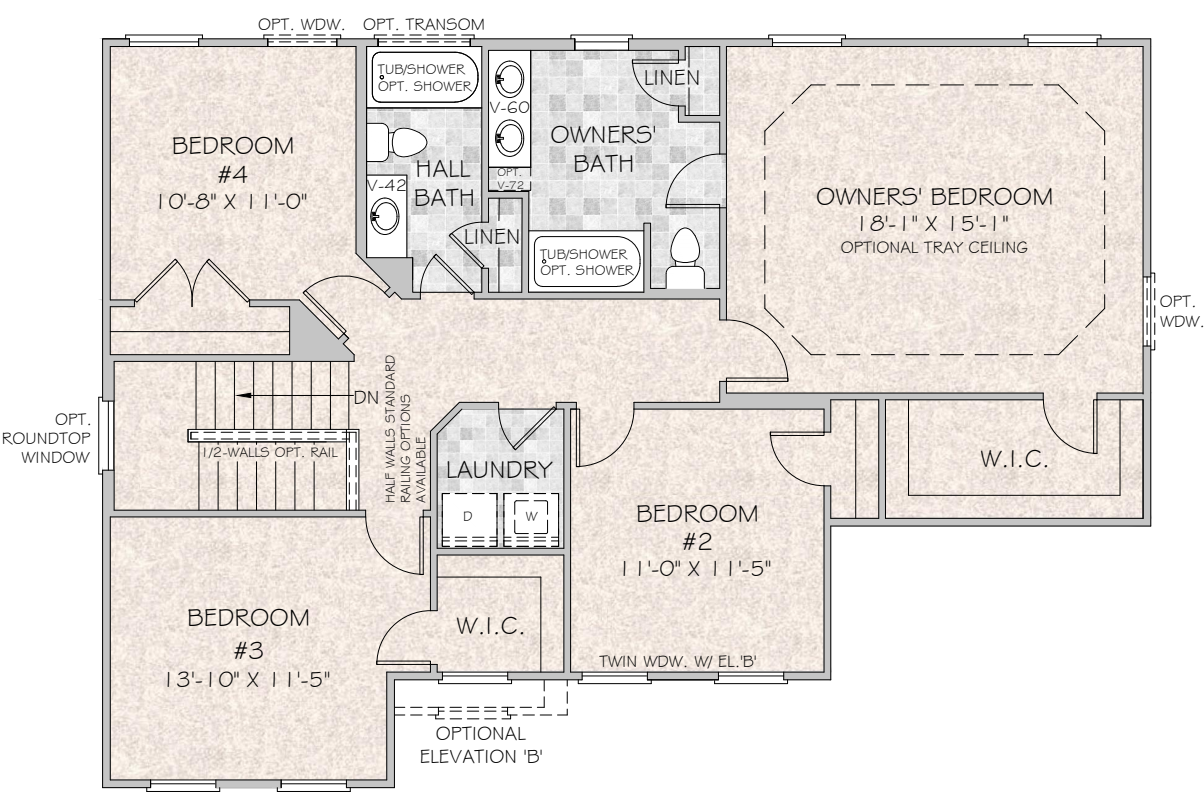 OPT. WDW.
OPT. TRANSOM
TUB/SHOWER
OPT. SHOWER
V-60
LINEN
BEDROOM
#4
10'-8" X 11'-0"
HALL
BATH
V-42
OPT.
V-72
OWNERS'
BATH
LINEN
TUB/SHOWER
OPT. SHOWER
OWNERS' BEDROOM
18'-1" X 15'-1"
OPTIONAL TRAY CEILING
OPT.
WDW.
OPT.
ROUNDTOP
WINDOW
DN
1/2-WALLS OPT. RAIL
HALF WALLS STANDARD
RAILING OPTIONS
AVAILABLE
LAUNDRY
D
W
W.I.C.
BEDROOM
#2
11'-0" X 11'-5"
TWIN WDW. W/ EL.'B'
BEDROOM
#3
13'-10" X 11'-5"
W.I.C.
OPTIONAL
ELEVATION 'B'